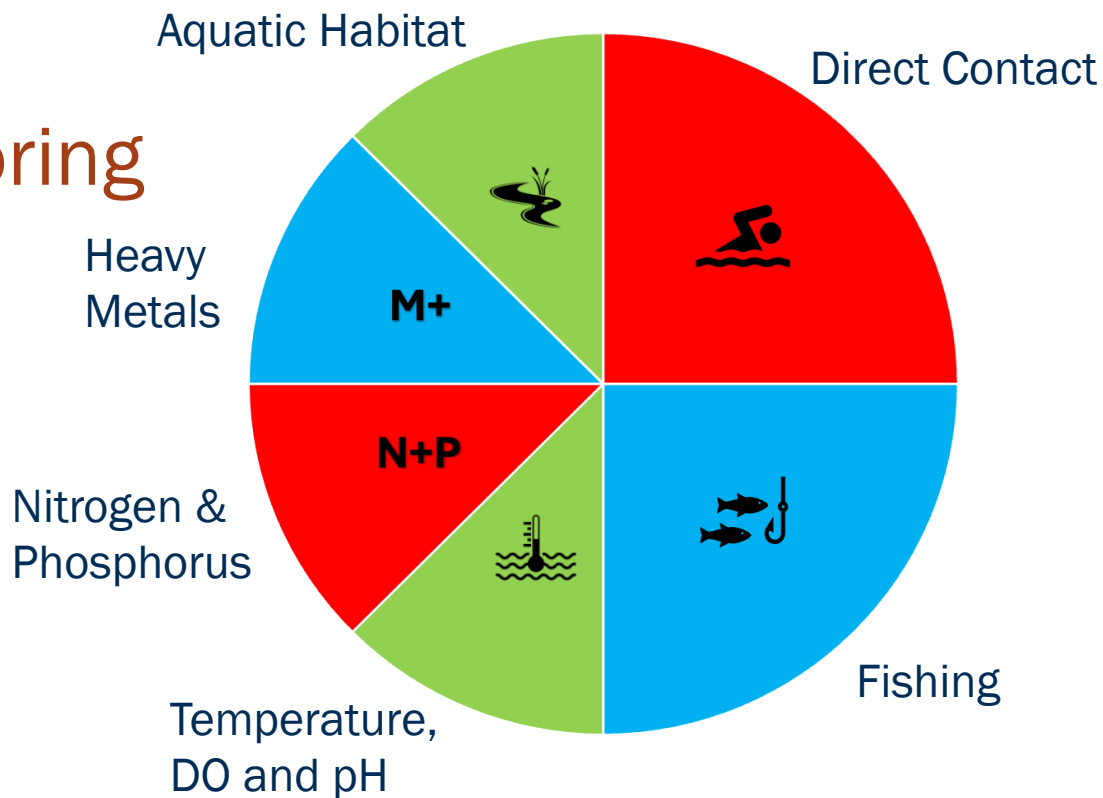 Aquatic Habitat
Direct Contact
oring
Heavy
Metals
M+
N+P
Nitrogen &
Phosphorus
Fishing
Temperature,
DO and pH